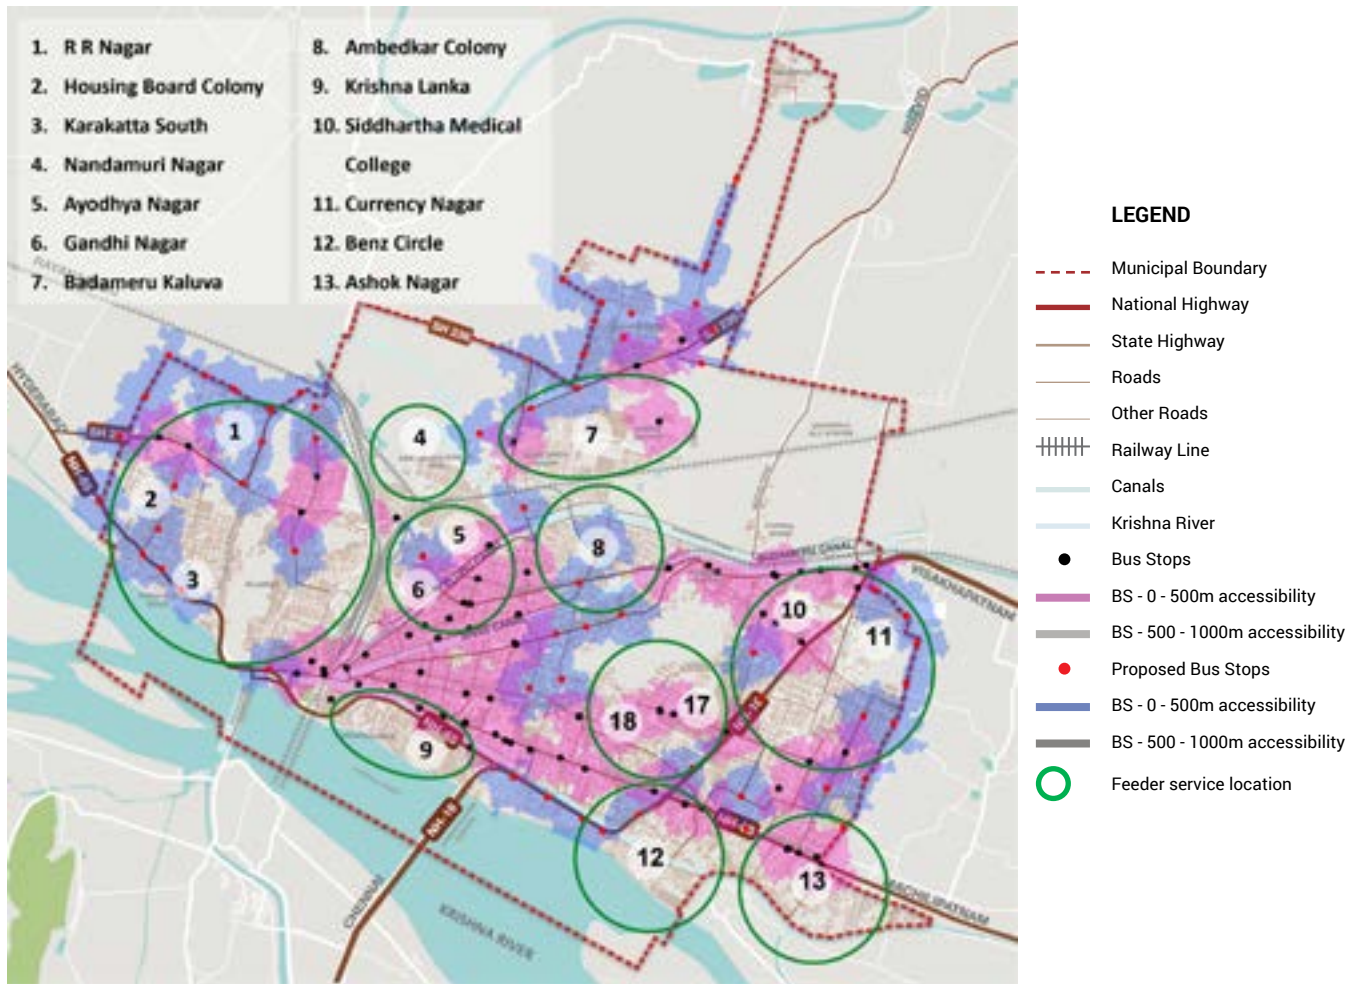 1. R R Nagar
2. Housing Board Colony
3. Karakatta South
4. Nandamuri Nagar
5. Ayodhya Nagar
6. Gandhi Nagar
7. Badameru Kaluva
8. Ambedkar Colony
9. Krishna Lanka
10. Siddhartha Medical
College
11. Currency Nagar
12. Benz Circle
13. Ashok Nagar
HYDERABAD
1
2
3
4
5
6
7
8
9
10
11
17
18
12
13
VISAKHAPATNAM
NH-16
CHENNAI
KRISHNA RIVER
LEGEND
Municipal Boundary
National Highway
State Highway
Roads
Other Roads
Railway Line
Canals
Krishna River
Bus Stops
BS - 0 - 500m accessibility
BS - 500 - 1000m accessibility
Proposed Bus Stops
BS - 0 - 500m accessibility
BS - 500 - 1000m accessibility
Feeder service location